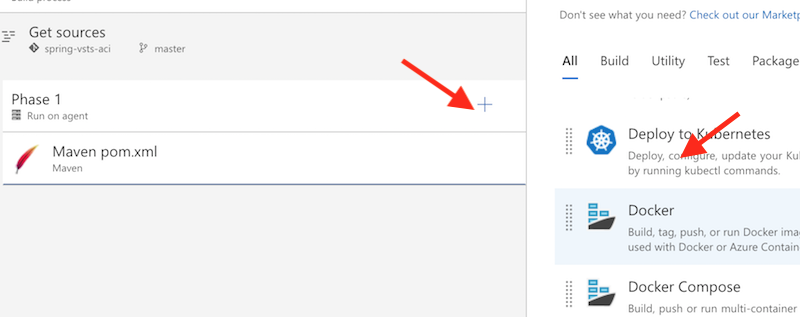 Build process
Get sources
spring-vsts-aci master
Phase 1
Run on agent
Maven pom.xml
Maven
Don't see what you need? Check out our Marketp
All Build Utility Test Package
Deploy to Kubernetes
Deploy, configure, update your Kub
by running kubectl commands.
Docker
Build, tag, push, or run Docker ima
used with Docker or Azure Contain
Docker Compose
Build, push or run multi-container